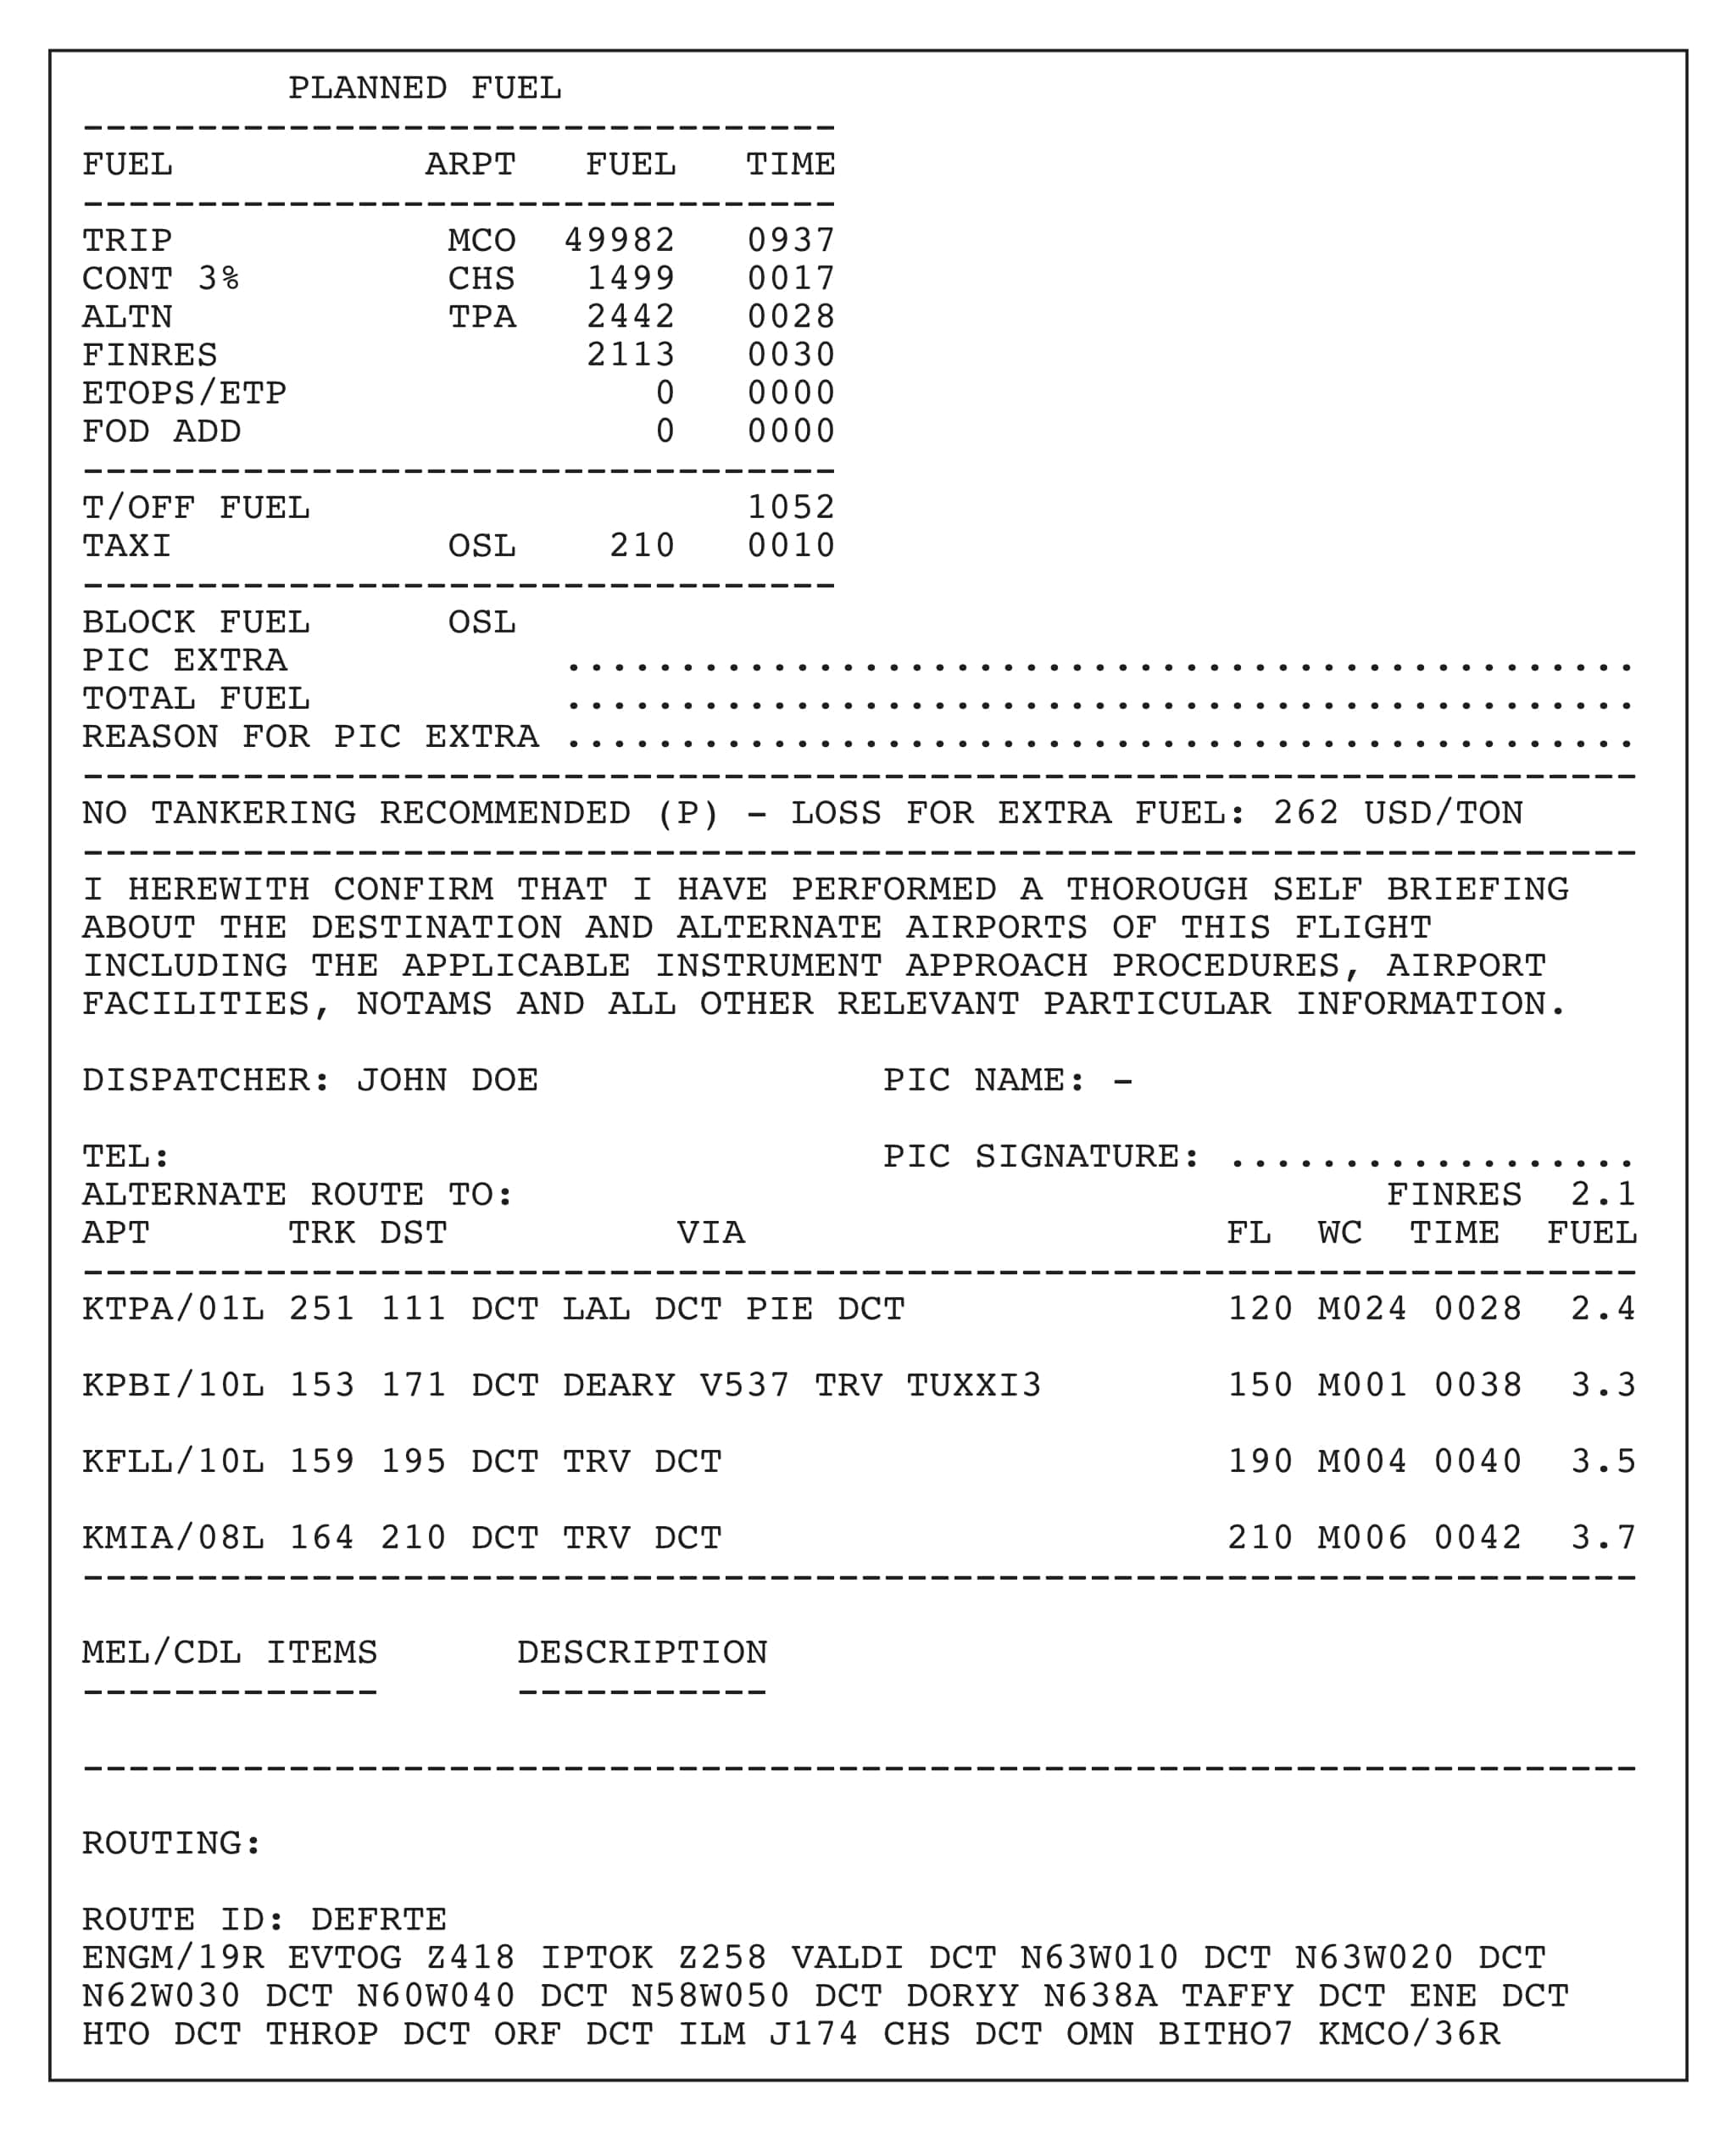 PLANNED FUEL
---------------------------------
FUEL ARPT FUEL TIME
---------------------------------
TRIP MCO 49982 0937
CONT 3% CHS 1499 0017
ALTN TPA 2442 0028
FINRES 2113 0030
ETOPS/ETP 0 0000
FOD ADD 0 0000
---------------------------------
T/OFF FUEL 1052
TAXI OSL 210 0010
---------------------------------
BLOCK FUEL OSL
PIC EXTRA ...............................................
TOTAL FUEL ...............................................
REASON FOR PIC EXTRA ...............................................
--------------------------------------------------------------------
NO TANKERING RECOMMENDED (P) - LOSS FOR EXTRA FUEL: 262 USD/TON
--------------------------------------------------------------------
I HEREWITH CONFIRM THAT I HAVE PERFORMED A THOROUGH SELF BRIEFING
ABOUT THE DESTINATION AND ALTERNATE AIRPORTS OF THIS FLIGHT
INCLUDING THE APPLICABLE INSTRUMENT APPROACH PROCEDURES, AIRPORT
FACILITIES, NOTAMS AND ALL OTHER RELEVANT PARTICULAR INFORMATION.
DISPATCHER: JOHN DOE PIC NAME: -
TEL: PIC SIGNATURE: ..................
ALTERNATE ROUTE TO: FINRES 2.1
APT TRK DST VIA FL WC TIME FUEL
--------------------------------------------------------------------
KTPA/01L 251 111 DCT LAL DCT PIE DCT 120 M024 0028 2.4
KPBI/10L 153 171 DCT DEARY V537 TRV TUXXI3 150 M001 0038 3.3
KFLL/10L 159 195 DCT TRV DCT 190 M004 0040 3.5
KMIA/08L 164 210 DCT TRV DCT 210 M006 0042 3.7
--------------------------------------------------------------------
MEL/CDL ITEMS DESCRIPTION
------------- -----------
--------------------------------------------------------------------
ROUTING:
ROUTE ID: DEFRTE
ENGM/19R EVTOG Z418 IPTOK Z258 VALDI DCT N63W010 DCT N63W020 DCT
N62W030 DCT N60W040 DCT N58W050 DCT DORYY N638A TAFFY DCT ENE DCT
HTO DCT THROP DCT ORF DCT ILM J174 CHS DCT OMN BITHO7 KMCO/36R